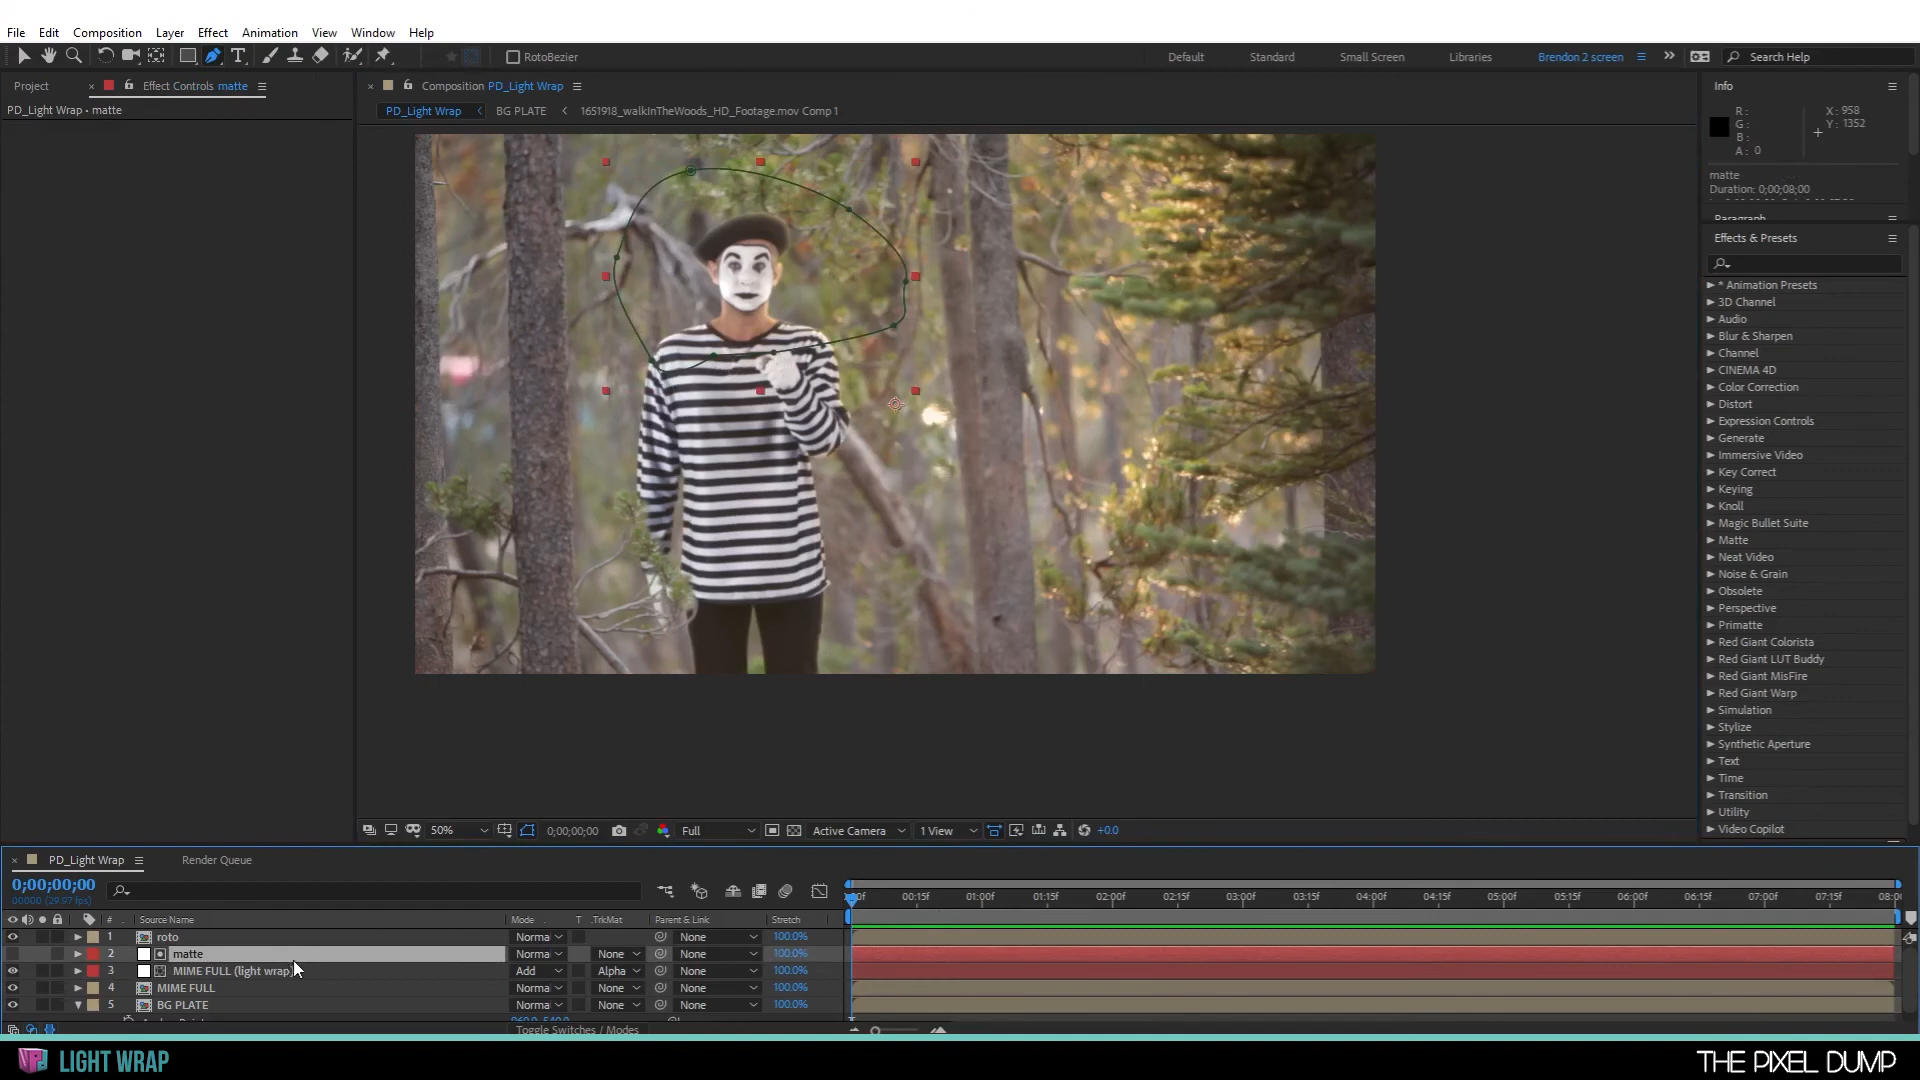 File Edit Composition Layer Effect Animation View Window Help
RotoBezier Default Standard Small Screen Libraries Brendon 2 screen Search Help
Project Effect Controls matte
PD_Light Wrap • matte
Composition PD_Light Wrap
PD_Light Wrap BG PLATE 1651918_walkInTheWoods_HD_Footage.mov Comp 1
Info
R:
G:
B:
A: 0
X: 958
Y: 1352
matte
Duration: 0;00;08;00
Paragraph
Effects & Presets
* Animation Presets
3D Channel
Audio
Blur & Sharpen
Channel
CINEMA 4D
Color Correction
Distort
Expression Controls
Generate
Immersive Video
Key Correct
Keying
Knoll
Magic Bullet Suite
Matte
Neat Video
Noise & Grain
Obsolete
Perspective
Primatte
Red Giant Colorista
Red Giant LUT Buddy
Red Giant MisFire
Red Giant Warp
Simulation
Stylize
Synthetic Aperture
Text
Time
Transition
Utility
Video Copilot
50% 0;00;00;00 Full Active Camera 1 View +0.0
PD_Light Wrap Render Queue
0;00;00;00
00000 (29.97 fps)
00:15f 01:00f 01:15f 02:00f 02:15f 03:00f 03:15f 04:00f 04:15f 05:00f 05:15f 06:00f 06:15f 07:00f 07:15f 08:00
# Source Name Mode T .TrkMat Parent & Link Stretch
1 roto Norma None 100.0%
2 matte Norma None None 100.0%
3 MIME FULL (light wrap) Add Alpha None 100.0%
4 MIME FULL Norma None None 100.0%
5 BG PLATE Norma None None 100.0%
Toggle Switches / Modes
LIGHT WRAP
THE PIXEL DUMP